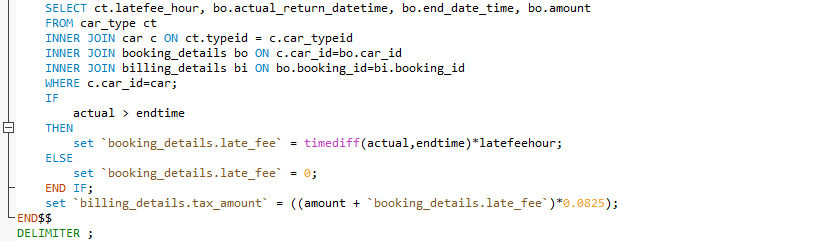 SELECT ct.latefee_hour, bo.actual_return_datetime, bo.end_date_time, bo.amount
FROM car_type ct
INNER JOIN car c ON ct.typeid = c.car_typeid
INNER JOIN booking_details bo ON c.car_id=bo.car_id
INNER JOIN billing_details bi ON bo.booking_id=bi.booking_id
WHERE c.car_id=car;
IF
actual > endtime
THEN
set `booking_details.late_fee` = timediff(actual,endtime)*latefeehour;
ELSE
set `booking_details.late_fee` = 0;
END IF;
set `billing_details.tax_amount` = ((amount + `booking_details.late_fee`)*0.0825);
END$$
DELIMITER ;